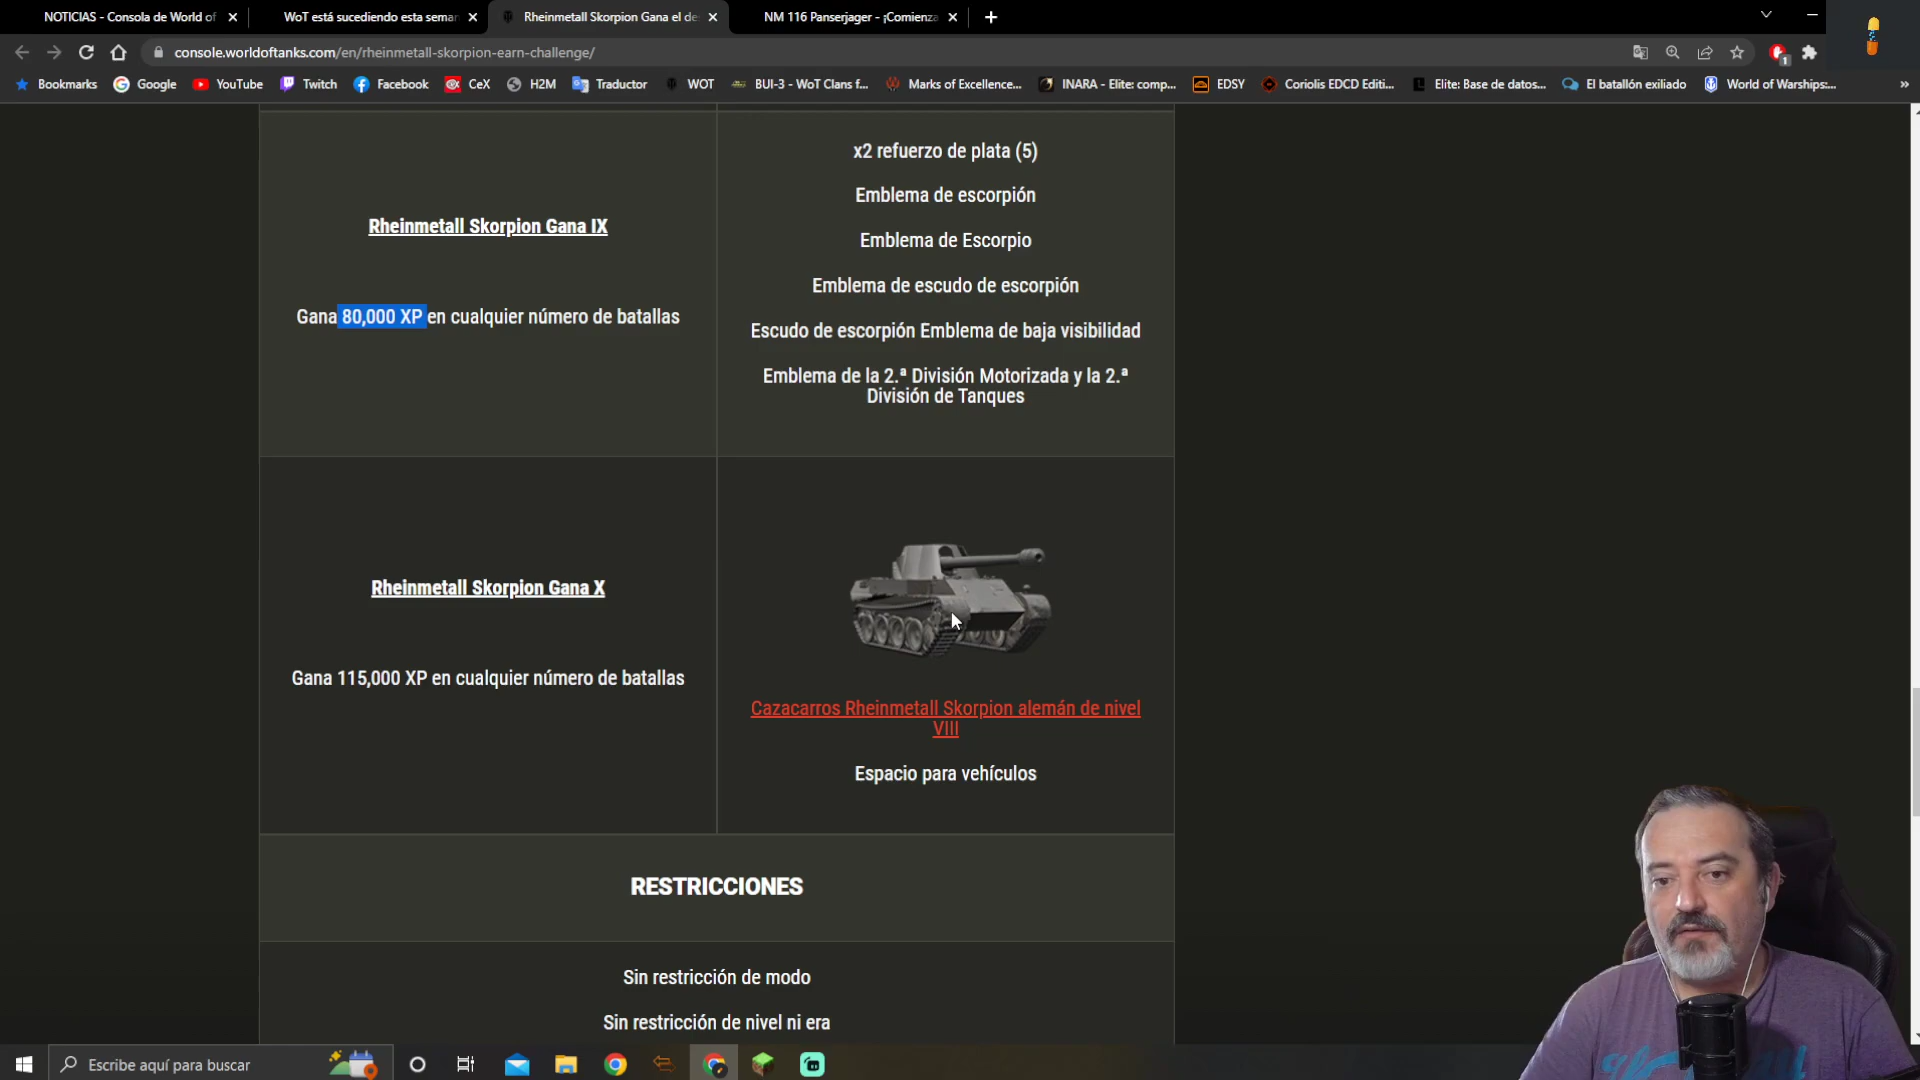 NOTICIAS - Consola de World of
WoT está sucediendo esta semar
Rheinmetall Skorpion Gana el de
NM 116 Panserjager - ¡Comienza
console.worldoftanks.com/en/rheinmetall-skorpion-earn-challenge/
1
Bookmarks
Google
YouTube
Twitch
Facebook
CeX
H2M
Traductor
WOT
BUI-3 - WoT Clans f...
Marks of Excellence...
INARA - Elite: comp...
EDSY
Coriolis EDCD Editi...
Elite: Base de datos...
El batallón exiliado
World of Warships:...
»
Rheinmetall Skorpion Gana IX
Gana 80,000 XP en cualquier número de batallas
x2 refuerzo de plata (5)
Emblema de escorpión
Emblema de Escorpio
Emblema de escudo de escorpión
Escudo de escorpión Emblema de baja visibilidad
Emblema de la 2.ª División Motorizada y la 2.ª
División de Tanques
Rheinmetall Skorpion Gana X
Gana 115,000 XP en cualquier número de batallas
Cazacarros Rheinmetall Skorpion alemán de nivel
VIII
Espacio para vehículos
RESTRICCIONES
Sin restricción de modo
Sin restricción de nivel ni era
Escribe aquí para buscar